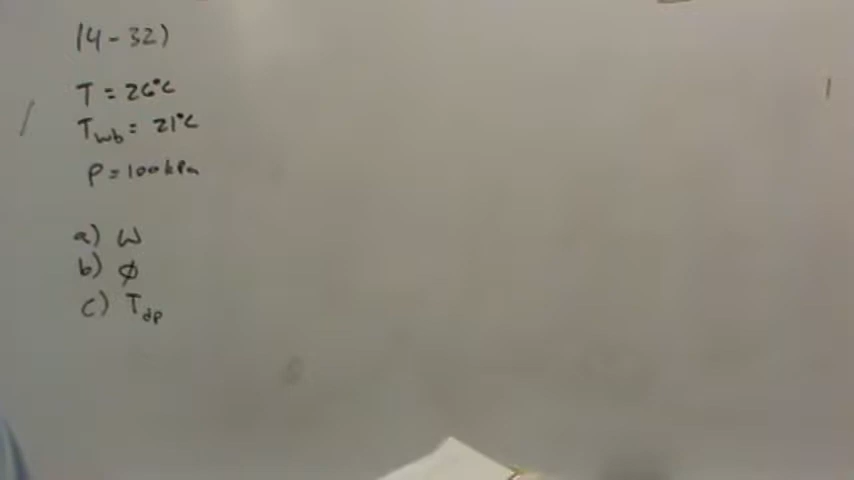 14-32)
T = 26°C
Twb = 21°C
P = 100 kPa
a) ω
b) φ
c) Tdp